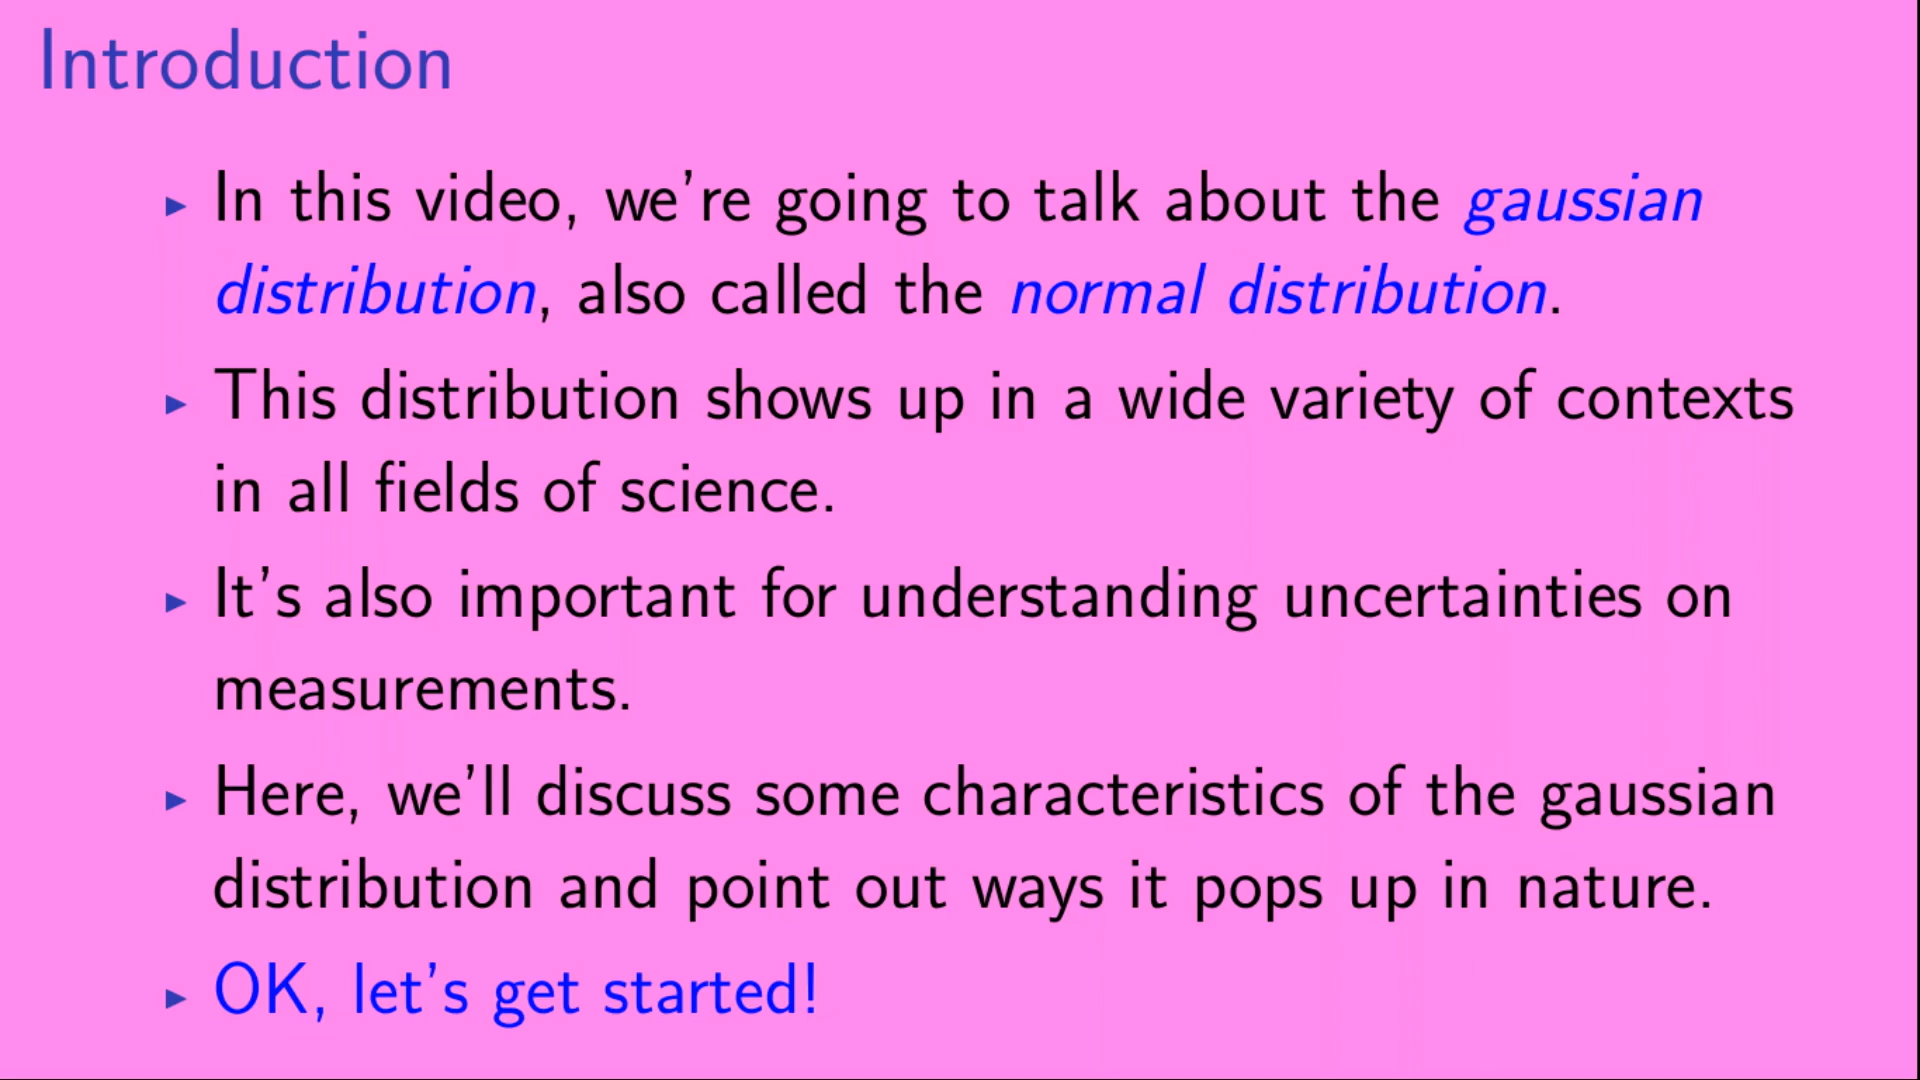 Introduction
▸ In this video, we're going to talk about the gaussian
distribution, also called the normal distribution.
▸ This distribution shows up in a wide variety of contexts
in all fields of science.
▸ It's also important for understanding uncertainties on
measurements.
▸ Here, we'll discuss some characteristics of the gaussian
distribution and point out ways it pops up in nature.
▸ OK, let's get started!